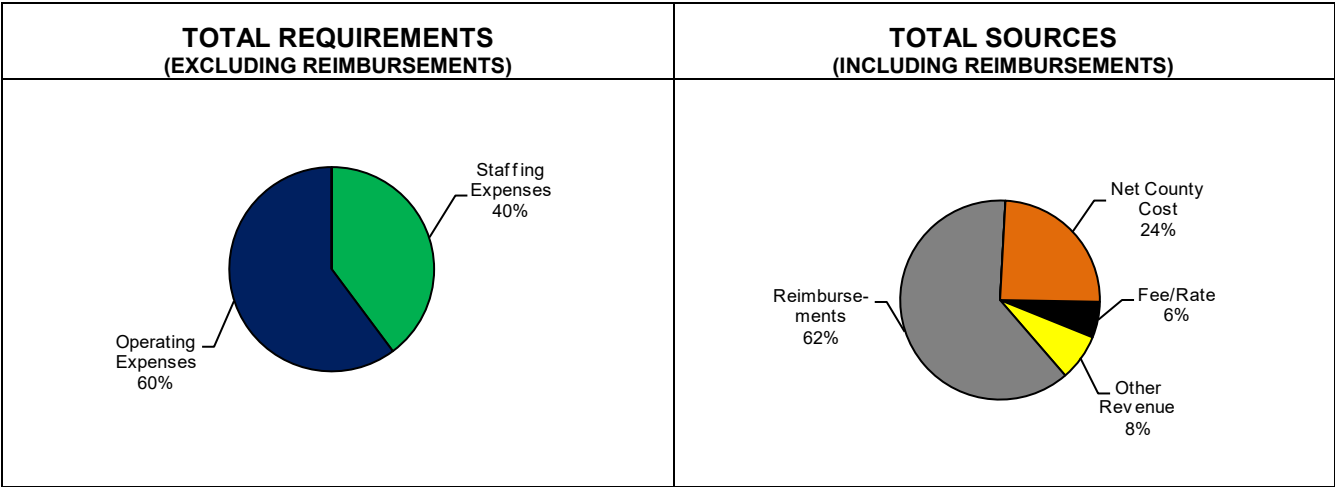 TOTAL REQUIREMENTS
(EXCLUDING REIMBURSEMENTS)
TOTAL SOURCES
(INCLUDING REIMBURSEMENTS)
Staffing
Expenses
40%
Operating
Expenses
60%
Net County
Cost
24%
Reimburse-
ments
62%
Fee/Rate
6%
Other
Revenue
8%